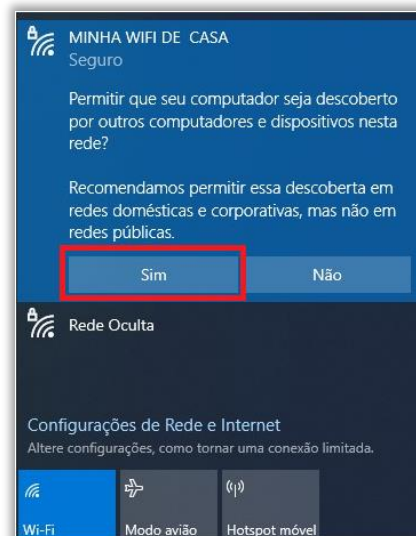 MINHA WIFI DE CASA
Seguro
Permitir que seu computador seja descoberto
por outros computadores e dispositivos nesta
rede?
Recomendamos permitir essa descoberta em
redes domésticas e corporativas, mas não em
redes públicas.
Sim Não
Rede Oculta
Configurações de Rede e Internet
Altere configurações, como tornar uma conexão limitada.
Wi-Fi Modo avião Hotspot móvel